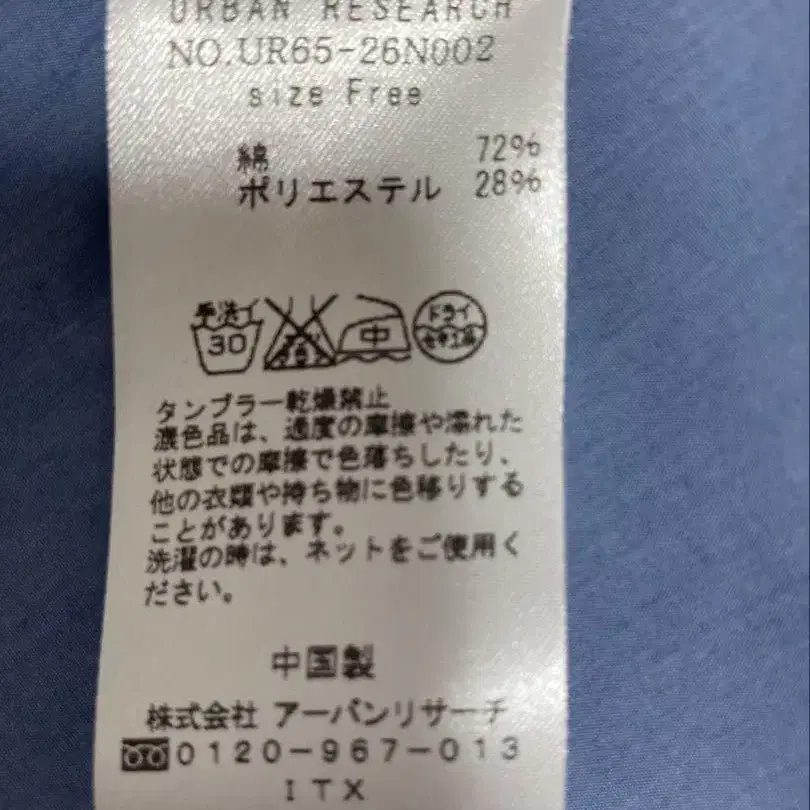 URBAN RESEARCH
NO.UR65-26N002
size Free
綿 72%
ポリエステル 28%
手洗イ
30
中
ドライ
セキユ系
タンブラー乾燥禁止
濃色品は、過度の摩擦や濡れた
状態での摩擦で色落ちしたり、
他の衣類や持ち物に色移りする
ことがあります。
洗濯の時は、ネットをご使用く
ださい。
中国製
株式会社 アーバンリサーチ
0120-967-013
ITX